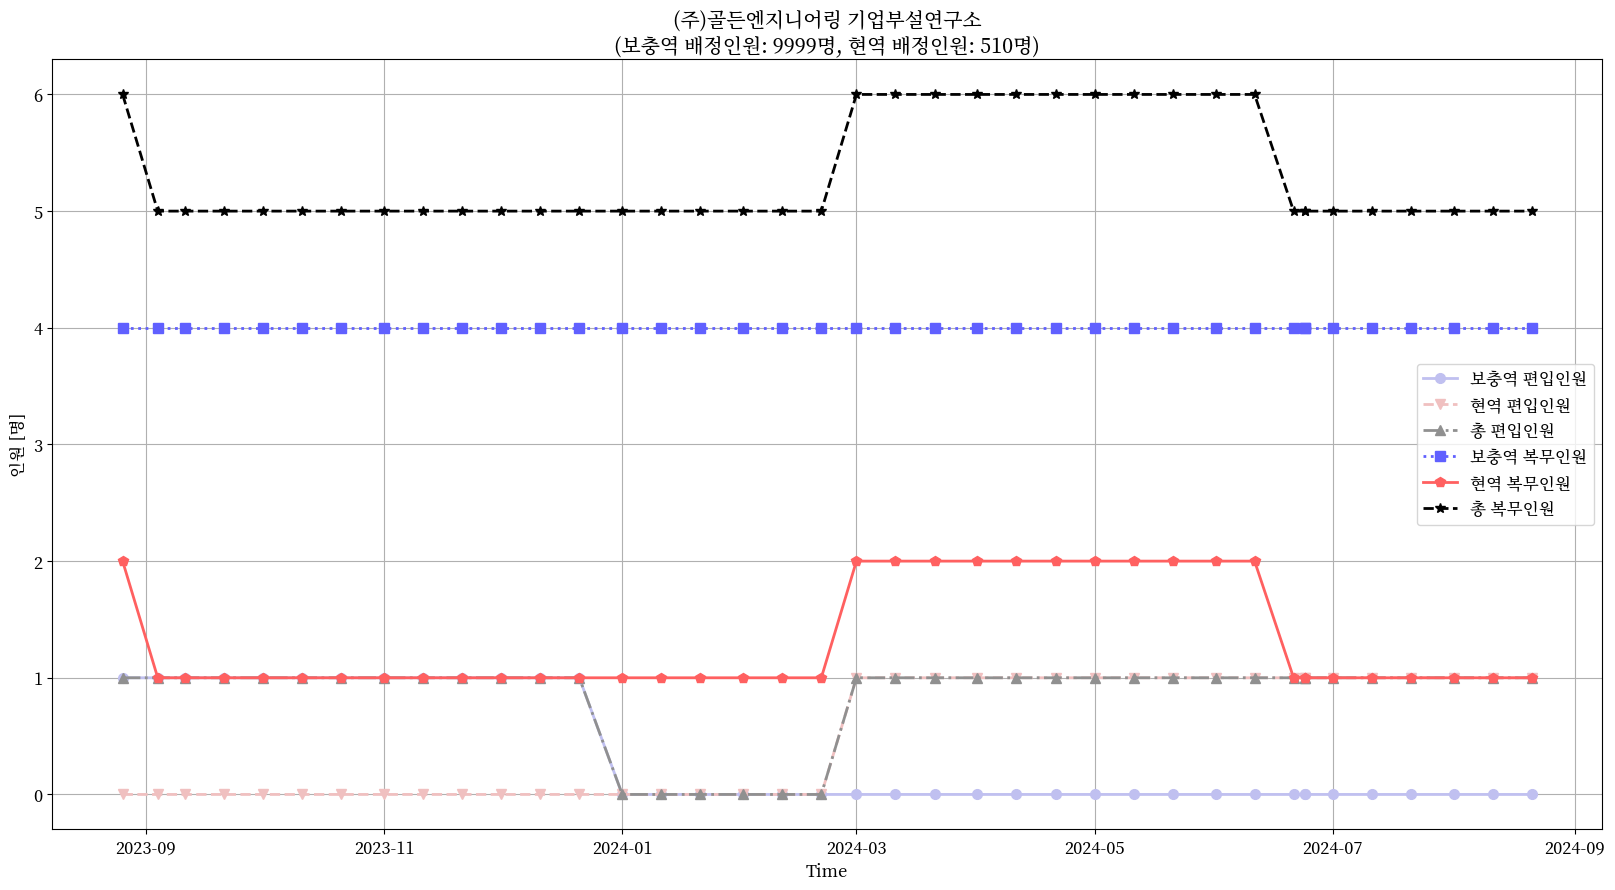 (주)골든엔지니어링 기업부설연구소
(보충역 배정인원: 9999명, 현역 배정인원: 510명)
인원 [명]
6
5
4
3
2
1
0
보충역 편입인원
현역 편입인원
총 편입인원
보충역 복무인원
현역 복무인원
총 복무인원
2023-09 2023-11 2024-01 2024-03 2024-05 2024-07 2024-09
Time